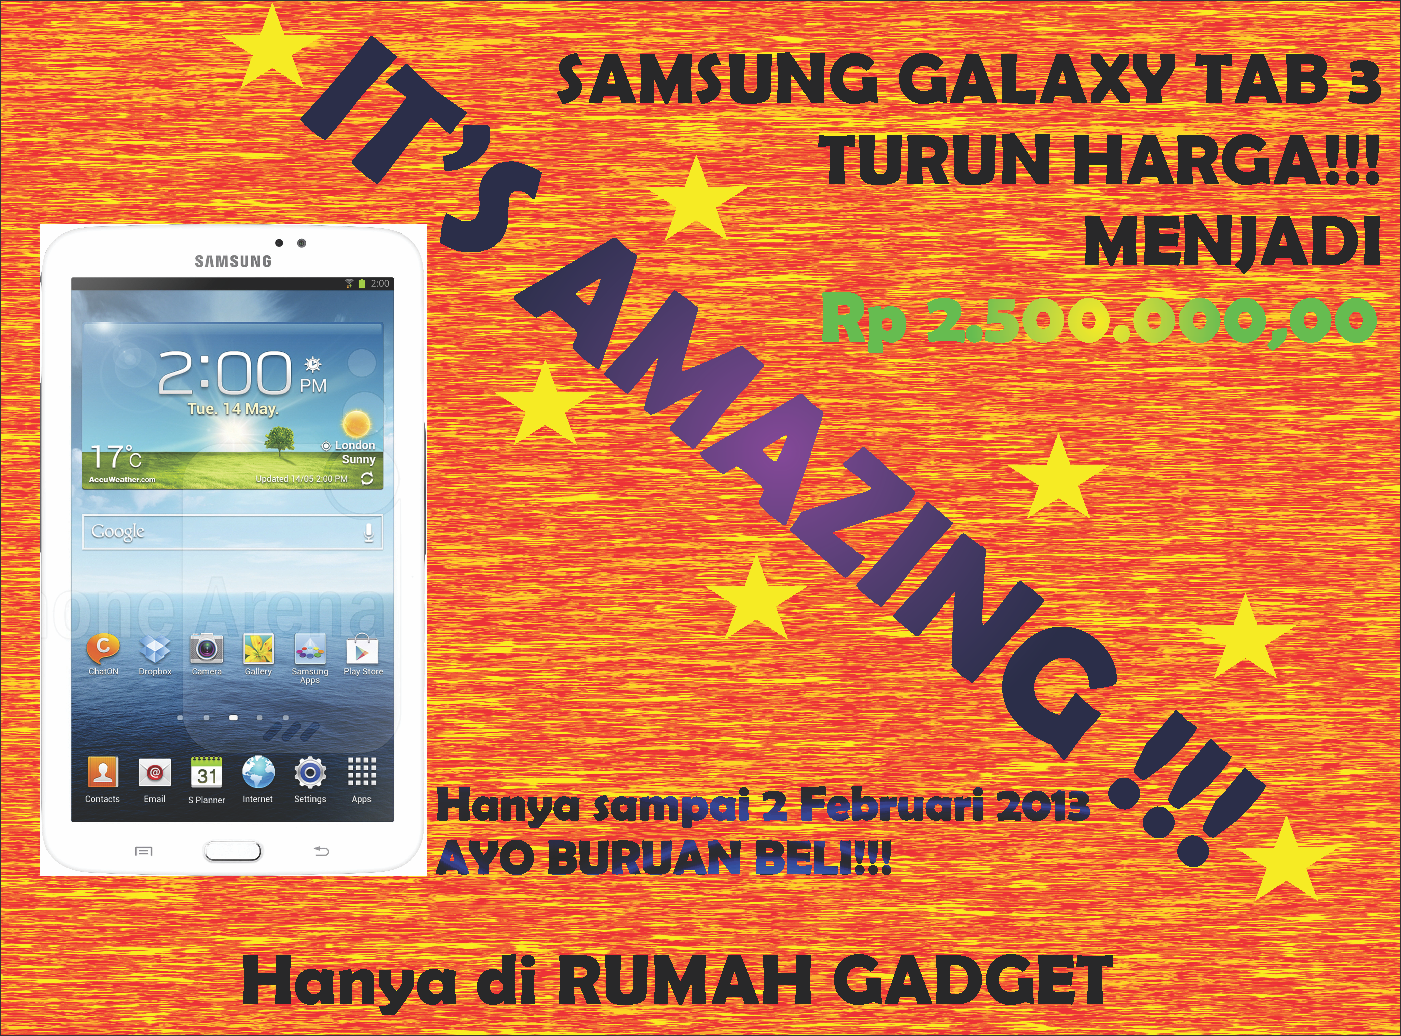 IT'S AMAZING !!!
SAMSUNG GALAXY TAB 3
TURUN HARGA!!!
MENJADI
Rp 2.500.000,00
SAMSUNG
2:00
2:00 PM
Tue. 14 May.
London
Sunny
17°C
AccuWeather.com
Updated 14/05 2:00 PM
Google
one Arena
ChatON Dropbox Camera Gallery Samsung Apps Play Store
31
Contacts Email S Planner Internet Settings Apps
Hanya sampai 2 Februari 2013
AYO BURUAN BELI!!!
Hanya di RUMAH GADGET